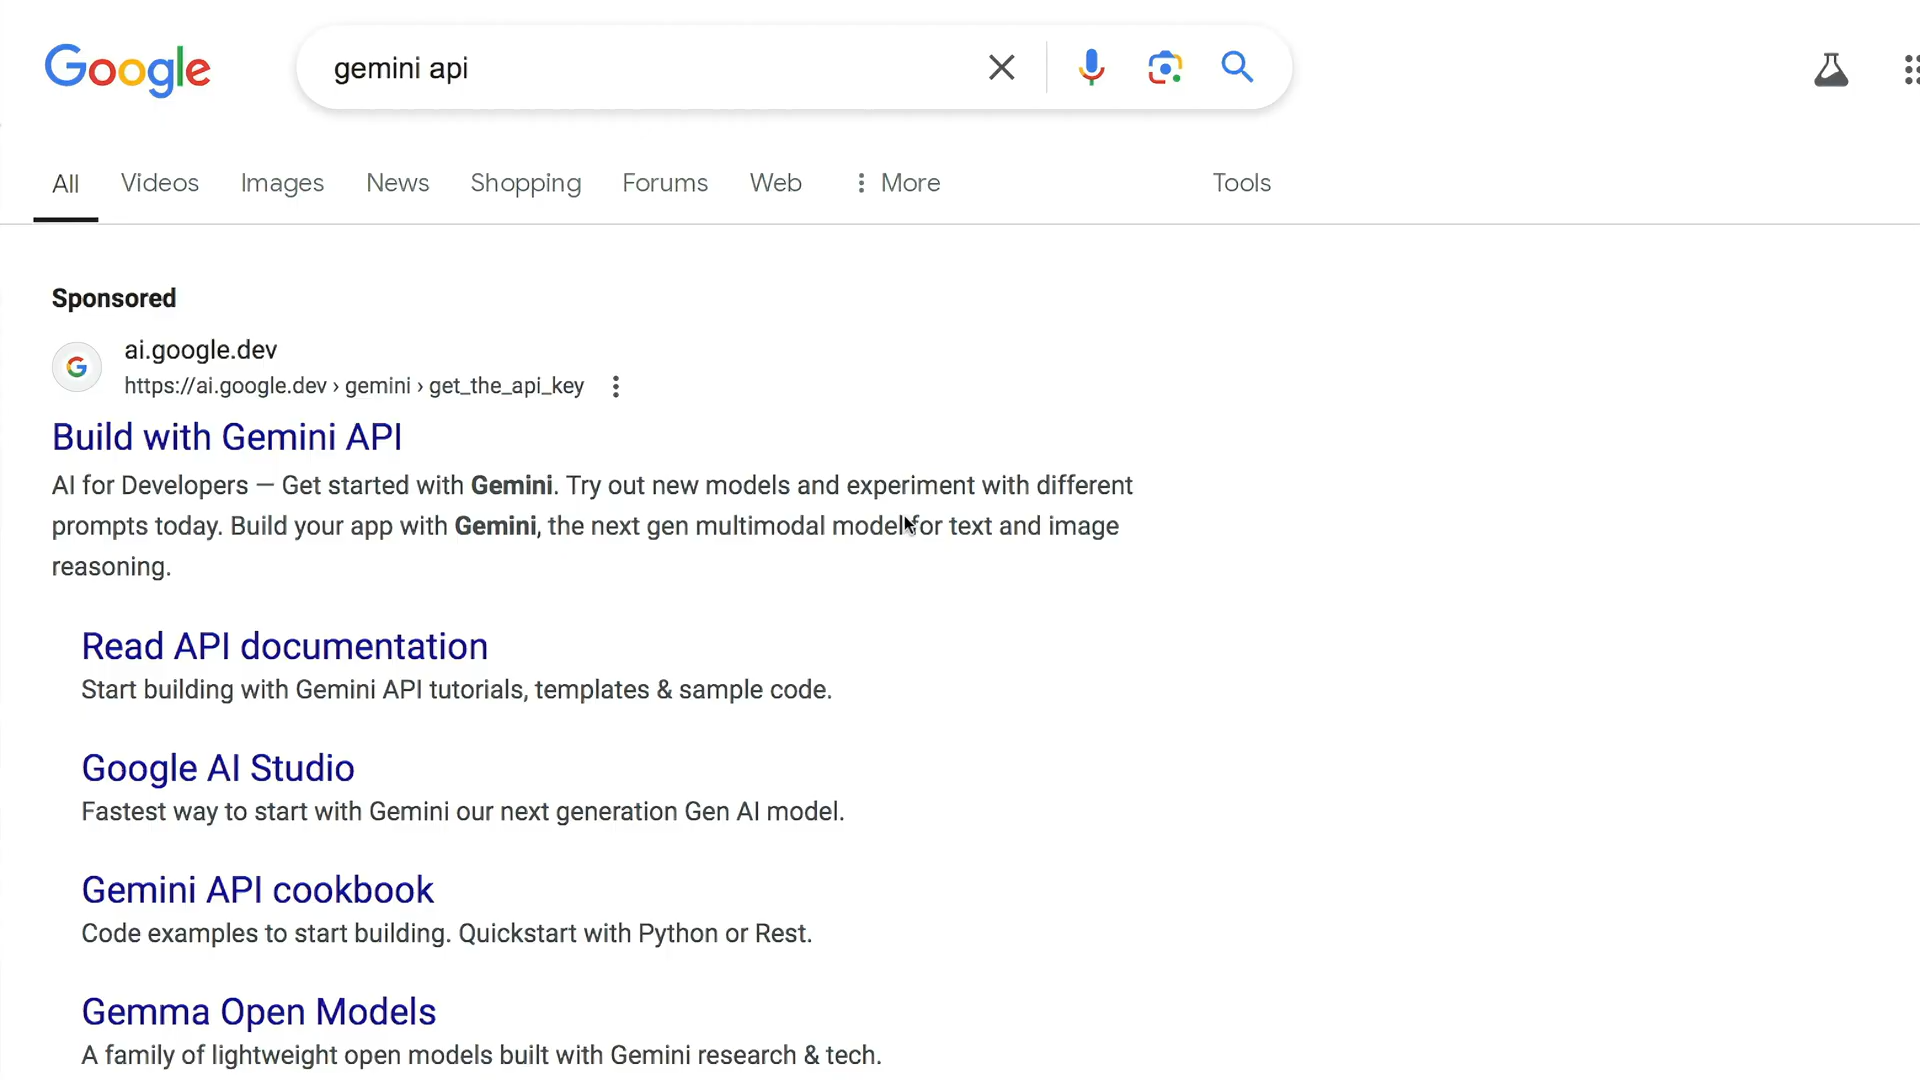 Google
gemini api
All Videos Images News Shopping Forums Web More Tools
Sponsored
G
ai.google.dev
https://ai.google.dev › gemini › get_the_api_key
Build with Gemini API
AI for Developers — Get started with Gemini. Try out new models and experiment with different
prompts today. Build your app with Gemini, the next gen multimodal model for text and image
reasoning.
Read API documentation
Start building with Gemini API tutorials, templates & sample code.
Google AI Studio
Fastest way to start with Gemini our next generation Gen AI model.
Gemini API cookbook
Code examples to start building. Quickstart with Python or Rest.
Gemma Open Models
A family of lightweight open models built with Gemini research & tech.